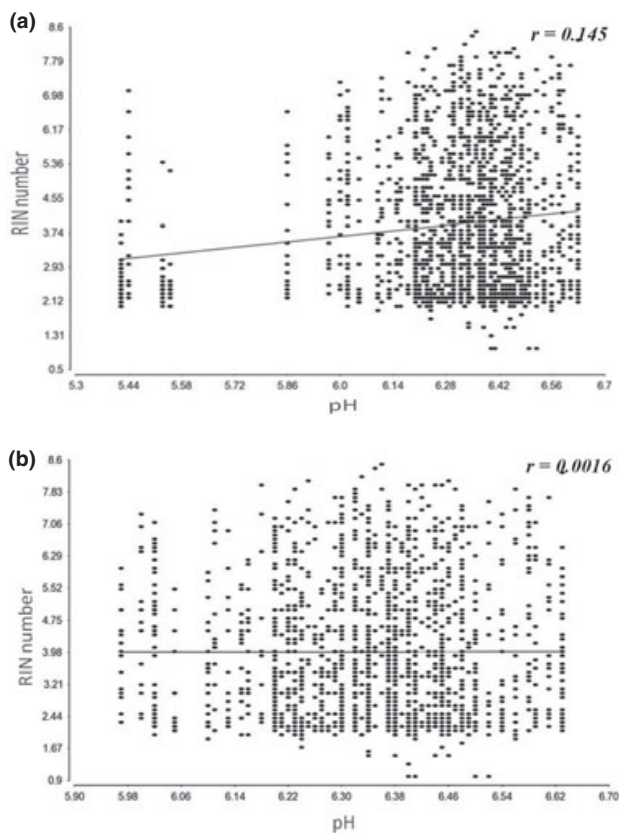 (a)
r = 0.145
RIN number
8.6
7.79
6.98
6.17
5.36
4.55
3.74
2.93
2.12
1.31
0.5
5.3 5.44 5.58 5.72 5.86 6.0 6.14 6.28 6.42 6.56 6.7
pH
(b)
r = 0.0016
RIN number
8.6
7.83
7.06
6.29
5.52
4.75
3.98
3.21
2.44
1.67
0.9
5.90 5.98 6.06 6.14 6.22 6.30 6.38 6.46 6.54 6.62 6.70
pH